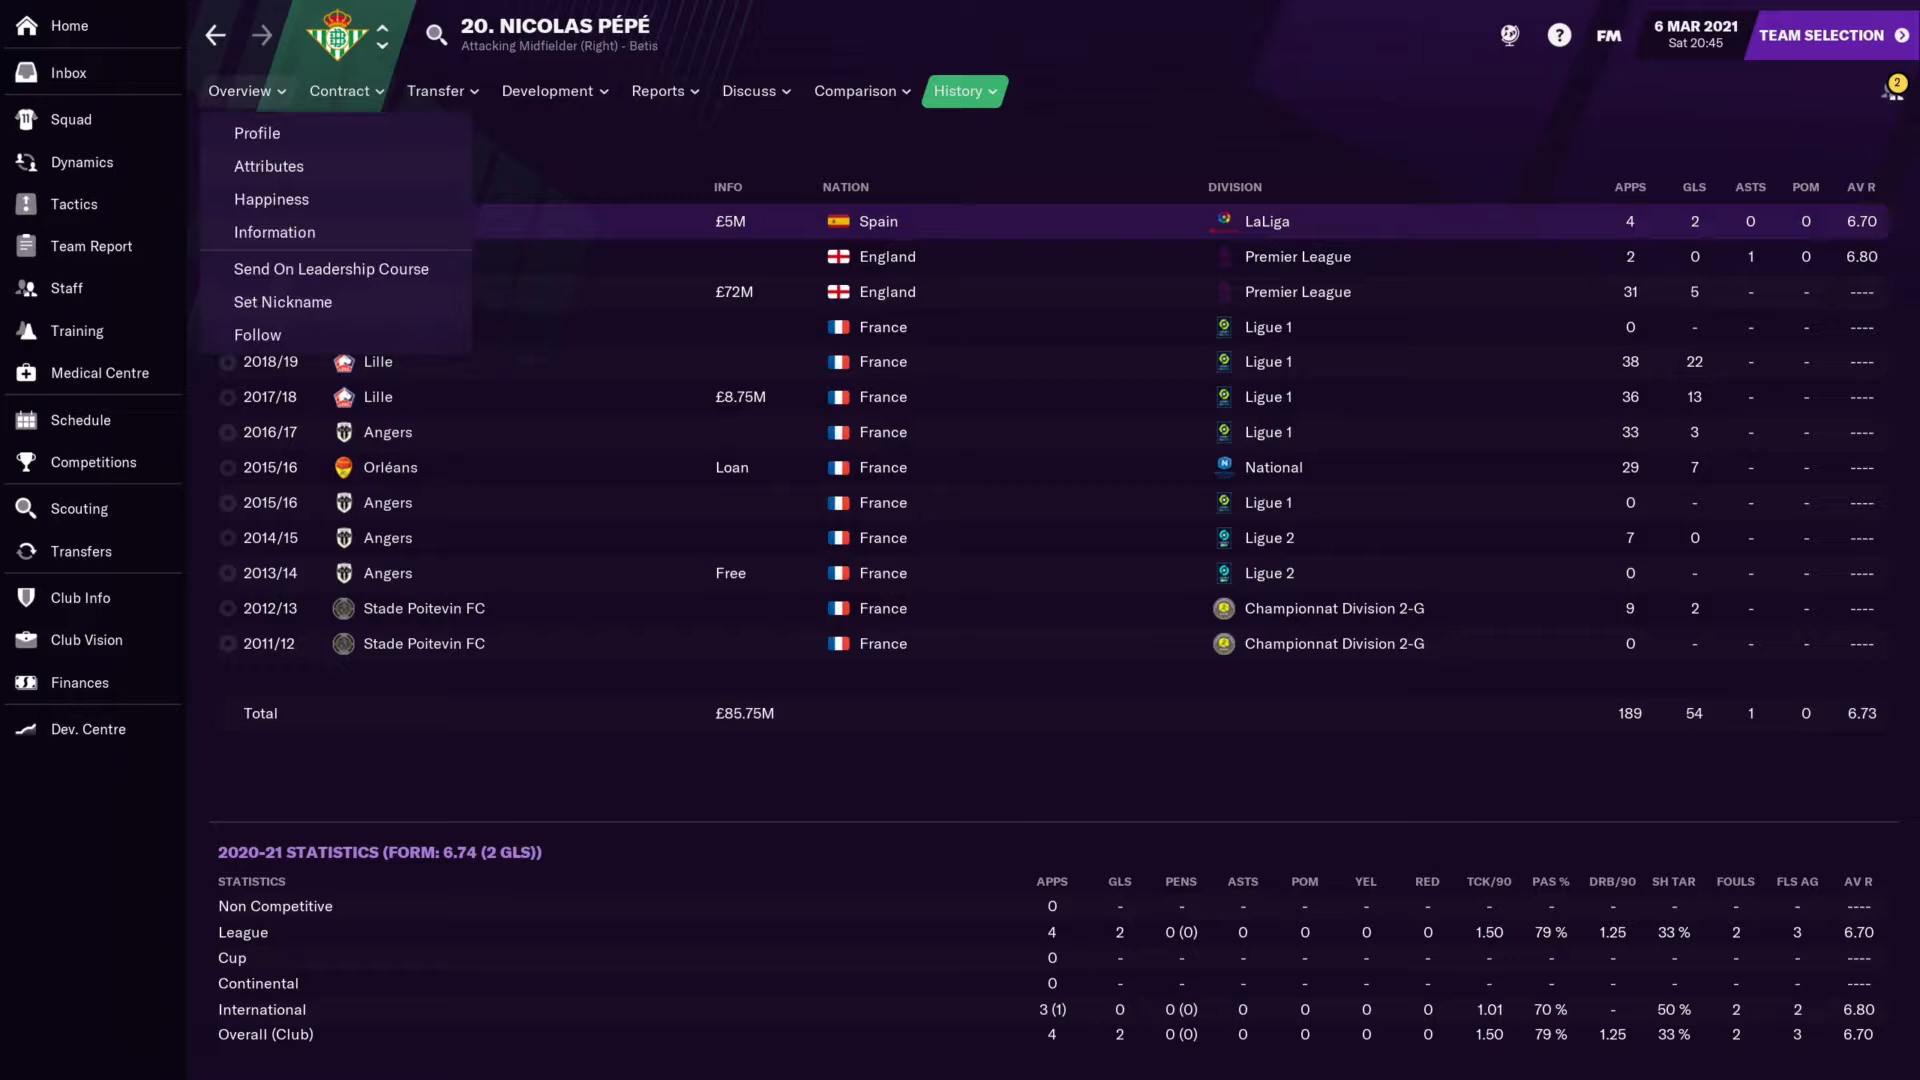 Home
Inbox
Squad
Dynamics
Tactics
Team Report
Staff
Training
Medical Centre
Schedule
Competitions
Scouting
Transfers
Club Info
Club Vision
Finances
Dev. Centre
20. NICOLAS PÉPÉ
Attacking Midfielder (Right) - Betis
FM
6 MAR 2021
Sat 20:45
TEAM SELECTION
2
Overview Contract Transfer Development Reports Discuss Comparison History
Profile
Attributes
Happiness
Information
Send On Leadership Course
Set Nickname
Follow
INFO NATION DIVISION APPS GLS ASTS POM AV R
£5M Spain LaLiga 4 2 0 0 6.70
England Premier League 2 0 1 0 6.80
£72M England Premier League 31 5 - - ----
France Ligue 1 0 - - - ----
2018/19 Lille France Ligue 1 38 22 - - ----
2017/18 Lille £8.75M France Ligue 1 36 13 - - ----
2016/17 Angers France Ligue 1 33 3 - - ----
2015/16 Orléans Loan France National 29 7 - - ----
2015/16 Angers France Ligue 1 0 - - - ----
2014/15 Angers France Ligue 2 7 0 - - ----
2013/14 Angers Free France Ligue 2 0 - - - ----
2012/13 Stade Poitevin FC France Championnat Division 2-G 9 2 - - ----
2011/12 Stade Poitevin FC France Championnat Division 2-G 0 - - - ----
Total £85.75M 189 54 1 0 6.73
2020-21 STATISTICS (FORM: 6.74 (2 GLS))
STATISTICS APPS GLS PENS ASTS POM YEL RED TCK/90 PAS % DRB/90 SH TAR FOULS FLS AG AV R
Non Competitive 0 - - - - - - - - - - - - ----
League 4 2 0 (0) 0 0 0 0 1.50 79 % 1.25 33 % 2 3 6.70
Cup 0 - - - - - - - - - - - - ----
Continental 0 - - - - - - - - - - - - ----
International 3 (1) 0 0 (0) 0 0 0 0 1.01 70 % - 50 % 2 2 6.80
Overall (Club) 4 2 0 (0) 0 0 0 0 1.50 79 % 1.25 33 % 2 3 6.70